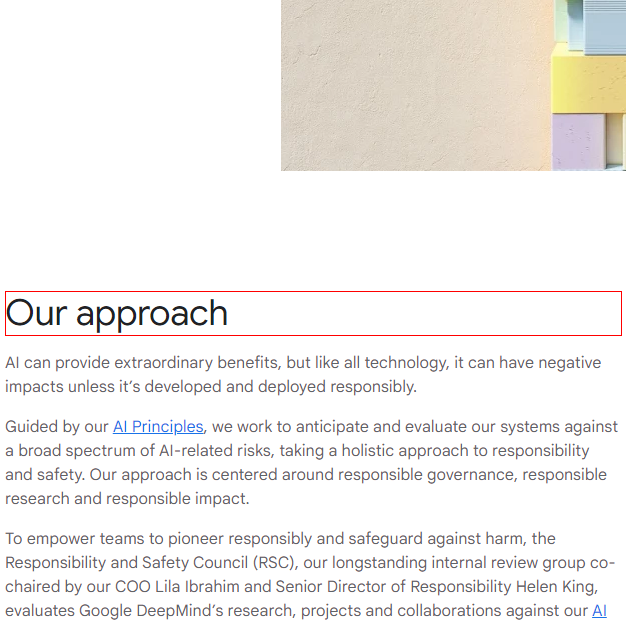 Our approach
AI can provide extraordinary benefits, but like all technology, it can have negative
impacts unless it’s developed and deployed responsibly.
Guided by our AI Principles, we work to anticipate and evaluate our systems against
a broad spectrum of AI-related risks, taking a holistic approach to responsibility
and safety. Our approach is centered around responsible governance, responsible
research and responsible impact.
To empower teams to pioneer responsibly and safeguard against harm, the
Responsibility and Safety Council (RSC), our longstanding internal review group co-
chaired by our COO Lila Ibrahim and Senior Director of Responsibility Helen King,
evaluates Google DeepMind’s research, projects and collaborations against our AI